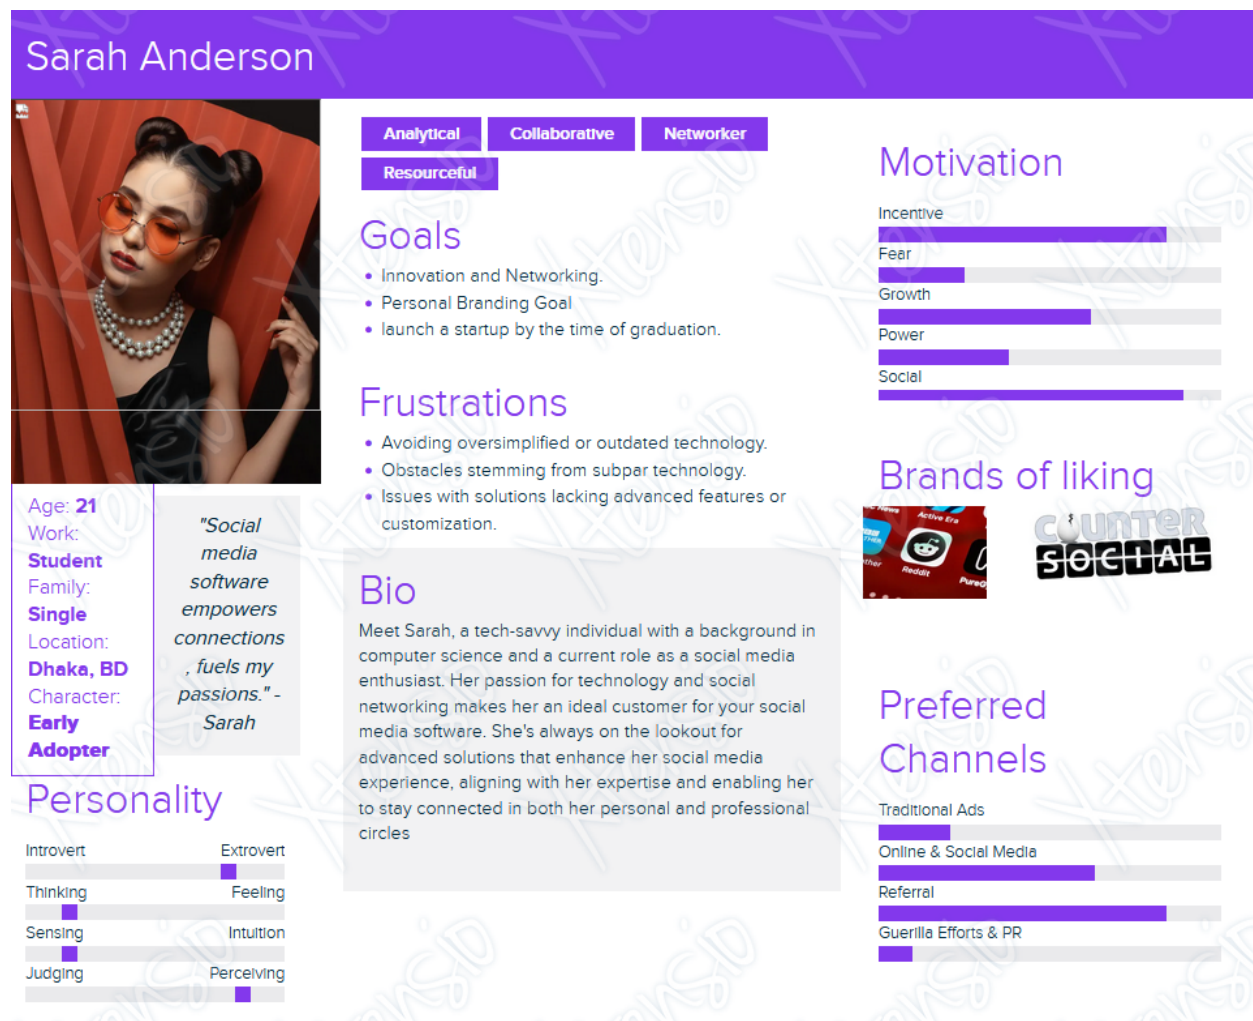 Sarah Anderson
Analytical
Collaborative
Networker
Resourceful
Goals
Innovation and Networking.
Personal Branding Goal
launch a startup by the time of graduation.
Frustrations
Avoiding oversimplified or outdated technology.
Obstacles stemming from subpar technology.
Issues with solutions lacking advanced features or
customization.
Bio
Meet Sarah, a tech-savvy individual with a background in
computer science and a current role as a social media
enthusiast. Her passion for technology and social
networking makes her an ideal customer for your social
media software. She's always on the lookout for
advanced solutions that enhance her social media
experience, aligning with her expertise and enabling her
to stay connected in both her personal and professional
circles
Age: 21
Work:
Student
Family:
Single
Location:
Dhaka, BD
Character:
Early
Adopter
"Social
media
software
empowers
connections
, fuels my
passions." -
Sarah
Personality
Introvert Extrovert
Thinking Feeling
Sensing Intuition
Judging Perceiving
Motivation
Incentive
Fear
Growth
Power
Social
Brands of liking
Active Era
Reddit
COUNTER
SOCIAL
Preferred
Channels
Traditional Ads
Online & Social Media
Referral
Guerilla Efforts & PR
Xtensio